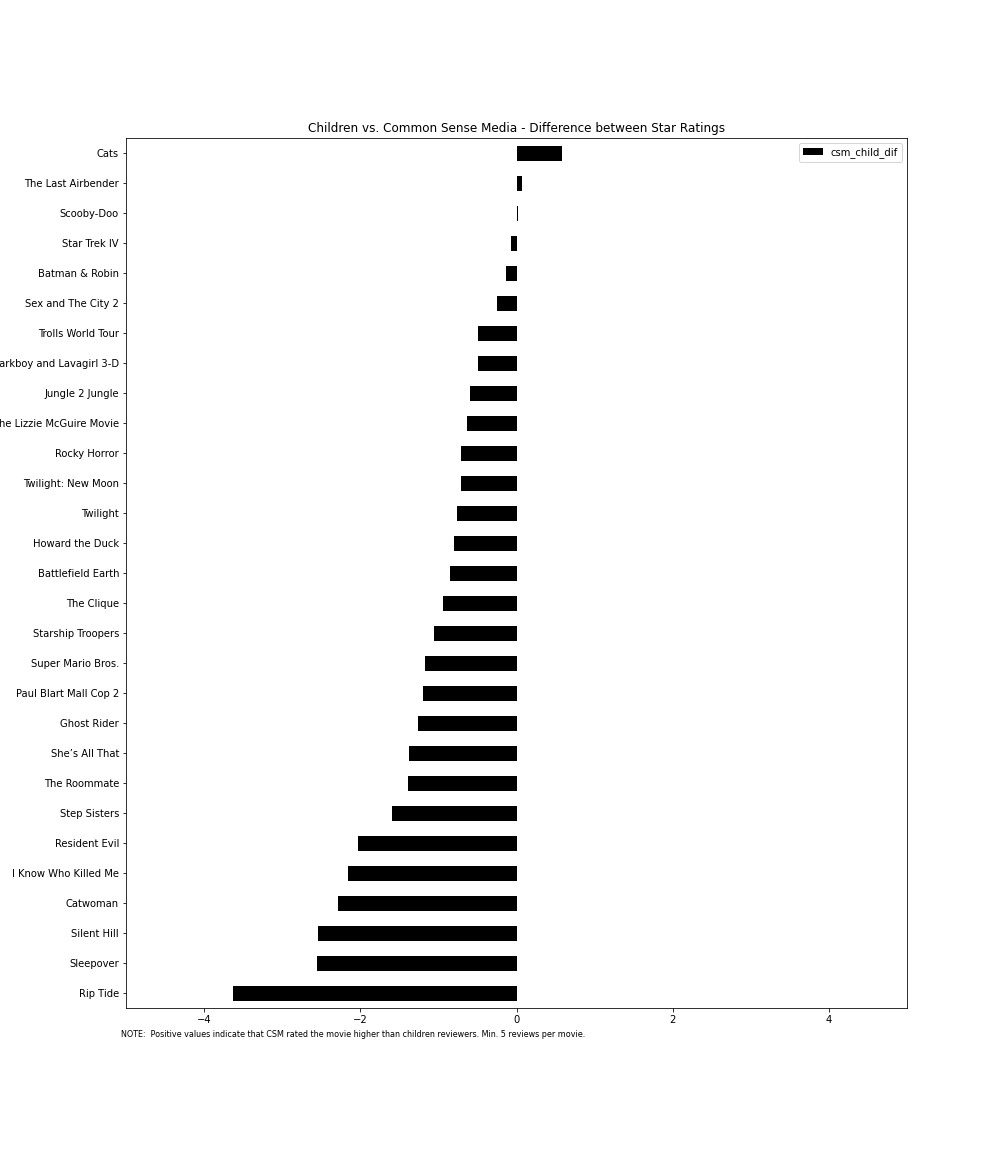 Children vs. Common Sense Media - Difference between Star Ratings
csm_child_dif
Cats
The Last Airbender
Scooby-Doo
Star Trek IV
Batman & Robin
Sex and The City 2
Trolls World Tour
arkboy and Lavagirl 3-D
Jungle 2 Jungle
he Lizzie McGuire Movie
Rocky Horror
Twilight: New Moon
Twilight
Howard the Duck
Battlefield Earth
The Clique
Starship Troopers
Super Mario Bros.
Paul Blart Mall Cop 2
Ghost Rider
She’s All That
The Roommate
Step Sisters
Resident Evil
I Know Who Killed Me
Catwoman
Silent Hill
Sleepover
Rip Tide
−4 −2 0 2 4
NOTE:  Positive values indicate that CSM rated the movie higher than children reviewers. Min. 5 reviews per movie.